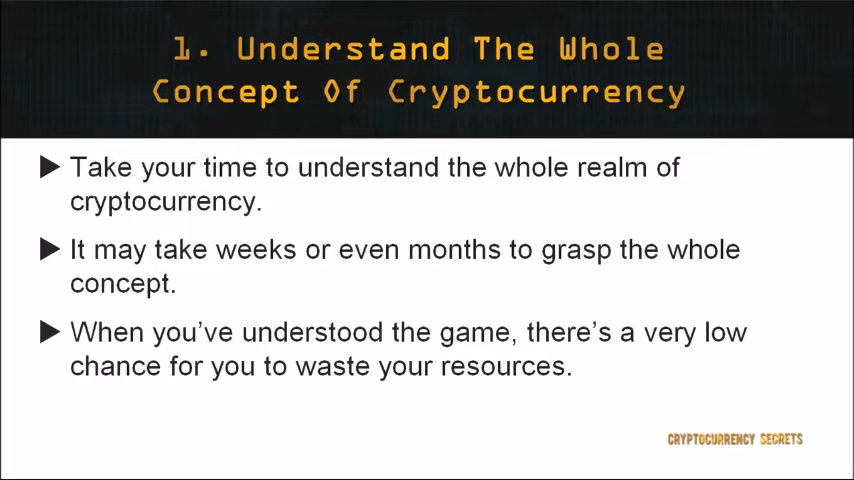 1. Understand The Whole
Concept Of Cryptocurrency
Take your time to understand the whole realm of
cryptocurrency.
It may take weeks or even months to grasp the whole
concept.
When you've understood the game, there's a very low
chance for you to waste your resources.
CRYPTOCURRENCY SECRETS